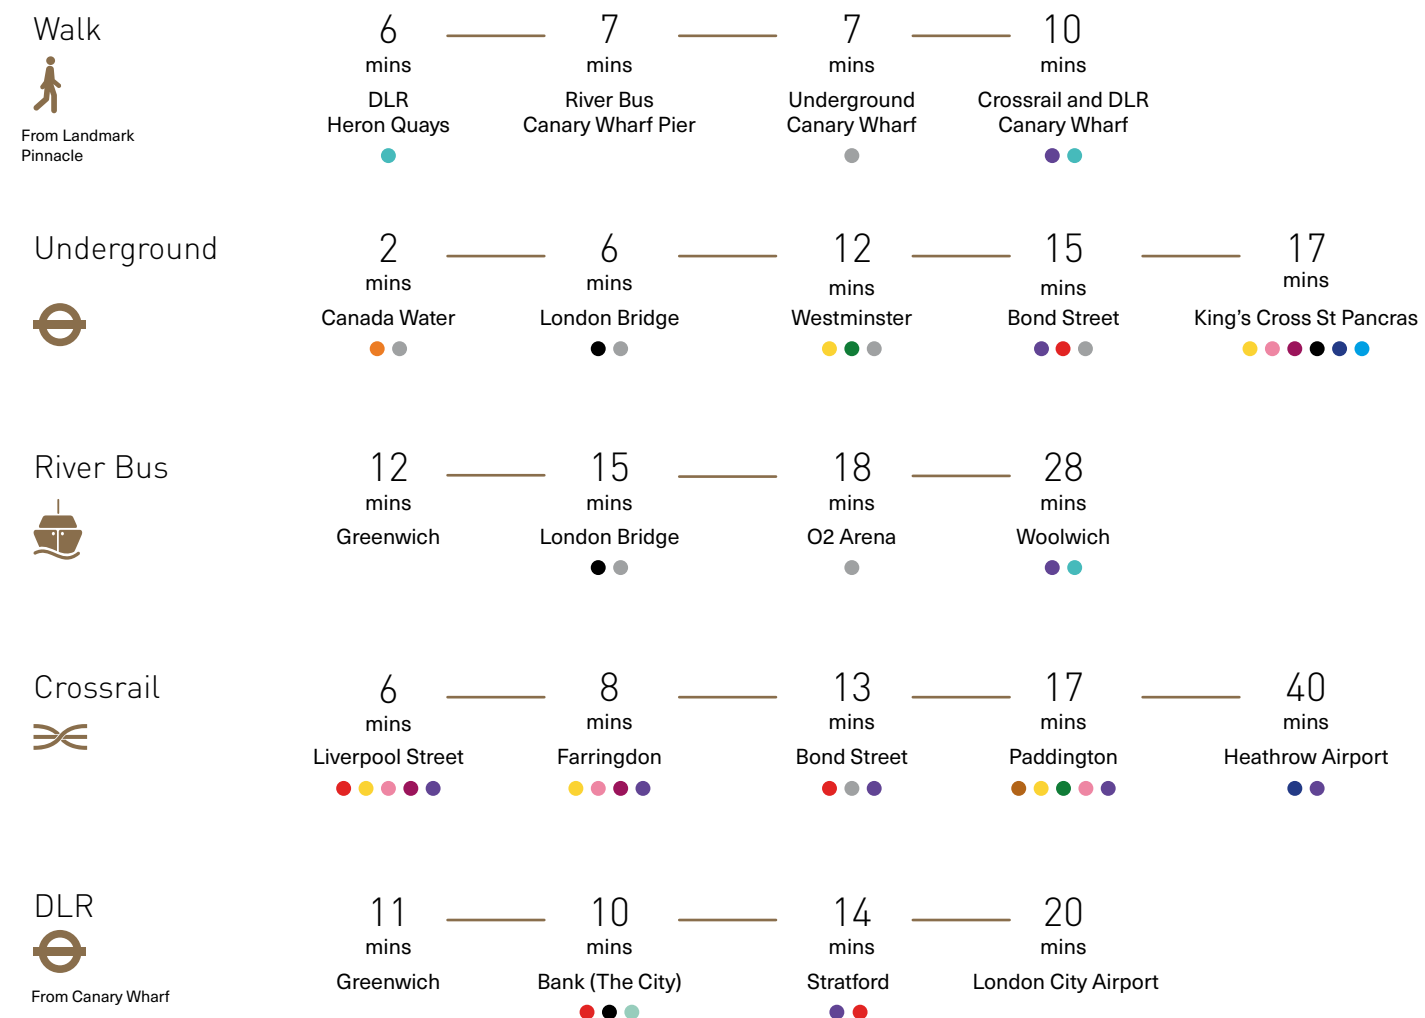 Walk
From Landmark
Pinnacle
6 7 7 10
mins mins mins mins
DLR River Bus Underground Crossrail and DLR
Heron Quays Canary Wharf Pier Canary Wharf Canary Wharf
Underground
2 6 12 15 17
mins mins mins mins mins
Canada Water London Bridge Westminster Bond Street King's Cross St Pancras
River Bus
12 15 18 28
mins mins mins mins
Greenwich London Bridge O2 Arena Woolwich
Crossrail
6 8 13 17 40
mins mins mins mins mins
Liverpool Street Farringdon Bond Street Paddington Heathrow Airport
DLR
From Canary Wharf
11 10 14 20
mins mins mins mins
Greenwich Bank (The City) Stratford London City Airport